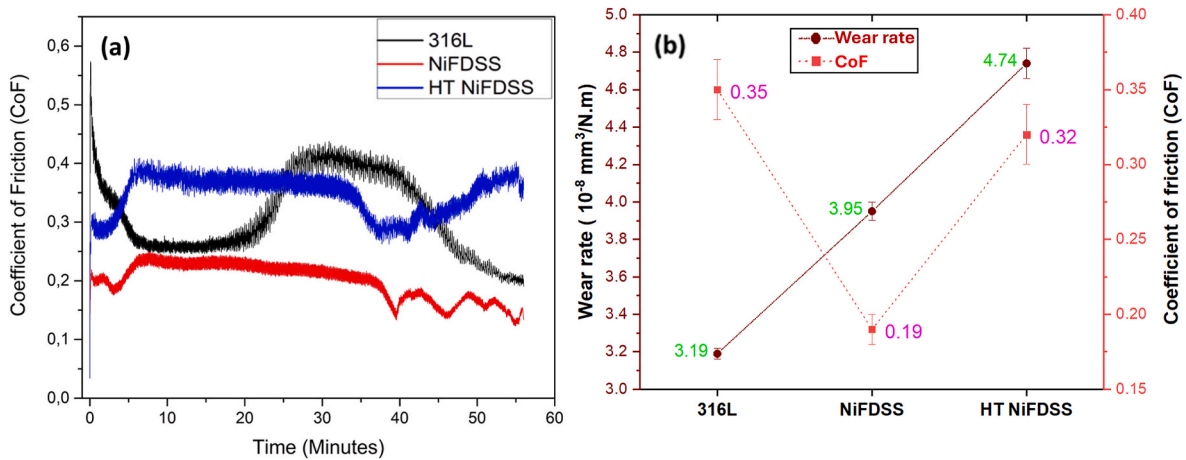 (a)
316L
NiFDSS
HT NiFDSS
Coefficient of Friction (CoF)
0,6
0,5
0,4
0,3
0,2
0,1
0,0
0
10
20
30
40
50
60
Time (Minutes)
(b)
Wear rate
CoF
Wear rate ( 10⁻⁸ mm³/N.m)
5.0
4.8
4.6
4.4
4.2
4.0
3.8
3.6
3.4
3.2
3.0
4.74
0.35
3.95
0.32
3.19
0.19
0.40
0.35
0.30
0.25
0.20
0.15
Coefficient of friction (CoF)
316L
NiFDSS
HT NiFDSS